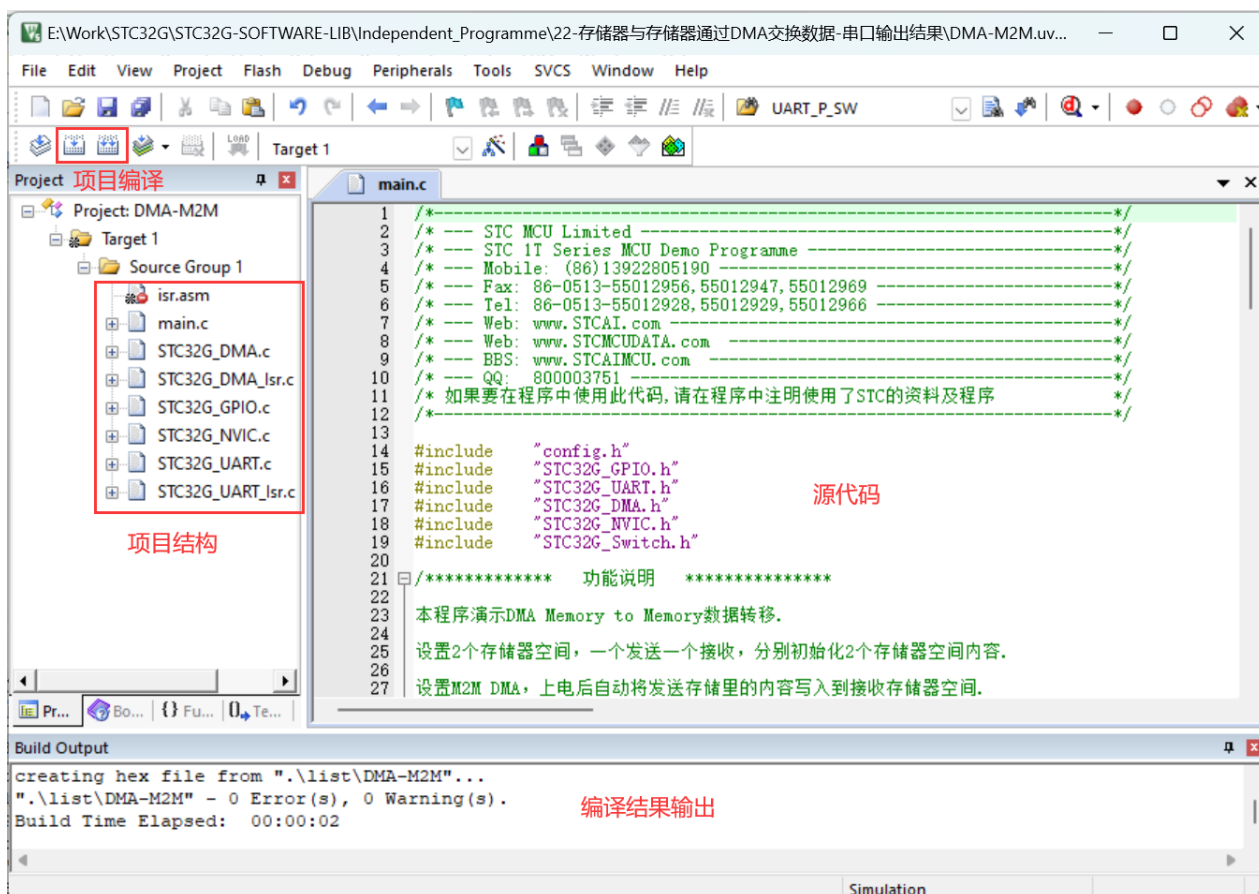 E:\Work\STC32G\STC32G-SOFTWARE-LIB\Independent_Programme\22-存储器与存储器通过DMA交换数据-串口输出结果\DMA-M2M.uv...
File Edit View Project Flash Debug Peripherals Tools SVCS Window Help
UART_P_SW
LOAD Target 1
Project 项目编译
main.c
Project: DMA-M2M
Target 1
Source Group 1
isr.asm
main.c
STC32G_DMA.c
STC32G_DMA_Isr.c
STC32G_GPIO.c
STC32G_NVIC.c
STC32G_UART.c
STC32G_UART_Isr.c
项目结构
1 /*---------------------------------------------------------------------*/
2 /* --- STC MCU Limited ------------------------------------------------*/
3 /* --- STC 1T Series MCU Demo Programme -------------------------------*/
4 /* --- Mobile: (86)13922805190 ----------------------------------------*/
5 /* --- Fax: 86-0513-55012956,55012947,55012969 ------------------------*/
6 /* --- Tel: 86-0513-55012928,55012929,55012966 ------------------------*/
7 /* --- Web: www.STCAI.com ---------------------------------------------*/
8 /* --- Web: www.STCMCUDATA.com ---------------------------------------*/
9 /* --- BBS: www.STCAIMCU.com -----------------------------------------*/
10 /* --- QQ: 800003751 -------------------------------------------------*/
11 /* 如果要在程序中使用此代码,请在程序中注明使用了STC的资料及程序 */
12 /*---------------------------------------------------------------------*/
13
14 #include "config.h"
15 #include "STC32G_GPIO.h"
16 #include "STC32G_UART.h"
17 #include "STC32G_DMA.h"
18 #include "STC32G_NVIC.h"
19 #include "STC32G_Switch.h"
源代码
20
21 /************* 功能说明 ***************
22
23 本程序演示DMA Memory to Memory数据转移.
24
25 设置2个存储器空间，一个发送一个接收，分别初始化2个存储器空间内容.
26
27 设置M2M DMA，上电后自动将发送存储里的内容写入到接收存储器空间.
Pr... Bo... {} Fu... Te...
Build Output
creating hex file from ".\list\DMA-M2M"...
".\list\DMA-M2M" - 0 Error(s), 0 Warning(s).
Build Time Elapsed: 00:00:02
编译结果输出
Simulation